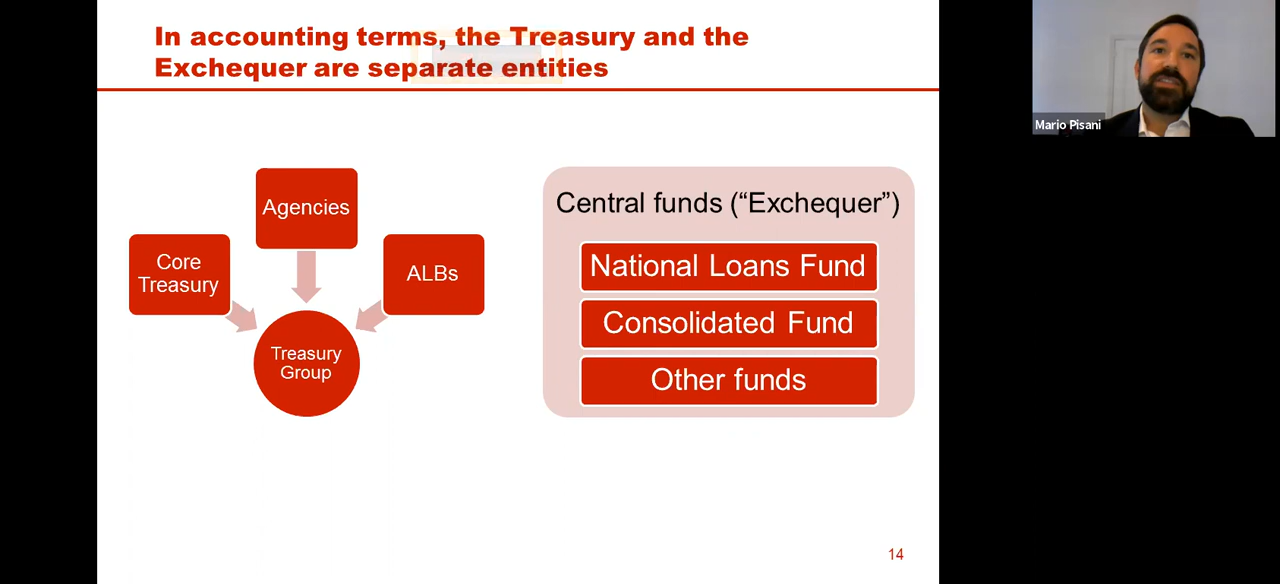 In accounting terms, the Treasury and the
Exchequer are separate entities
Mario Pisani
Agencies
Core
Treasury
ALBs
Treasury
Group
Central funds (“Exchequer”)
National Loans Fund
Consolidated Fund
Other funds
14